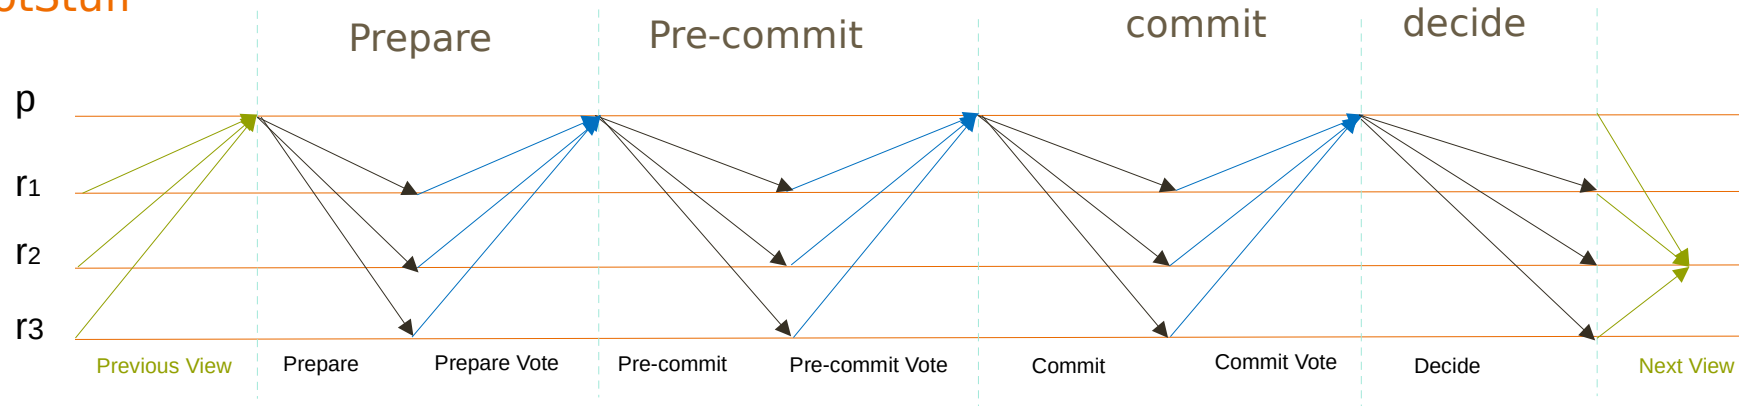 Prepare
Pre-commit
commit
decide
p
r1
r2
r3
Previous View
Prepare
Prepare Vote
Pre-commit
Pre-commit Vote
Commit
Commit Vote
Decide
Next View